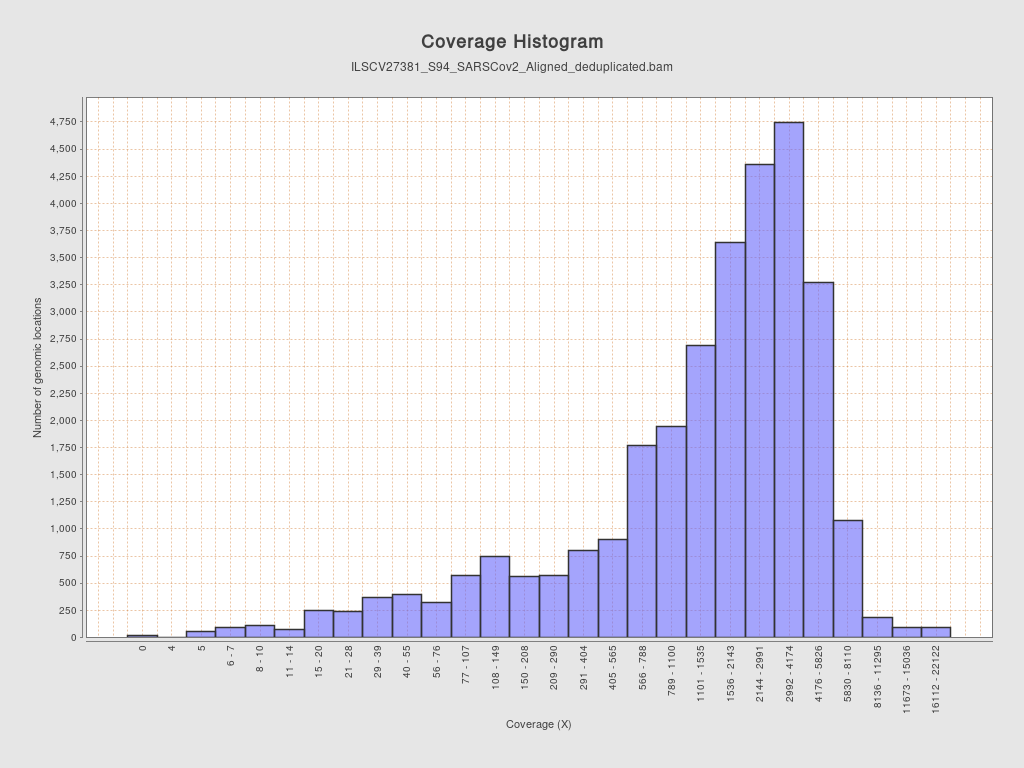 Coverage Histogram
ILSCV27381_S94_SARSCov2_Aligned_deduplicated.bam
Number of genomic locations
4,750
4,500
4,250
4,000
3,750
3,500
3,250
3,000
2,750
2,500
2,250
2,000
1,750
1,500
1,250
1,000
750
500
250
0
0
4
5
6 - 7
8 - 10
11 - 14
15 - 20
21 - 28
29 - 39
40 - 55
56 - 76
77 - 107
108 - 149
150 - 208
209 - 290
291 - 404
405 - 565
566 - 788
789 - 1100
1101 - 1535
1536 - 2143
2144 - 2991
2992 - 4174
4176 - 5826
5830 - 8110
8136 - 11295
11673 - 15036
16112 - 22122
Coverage (X)